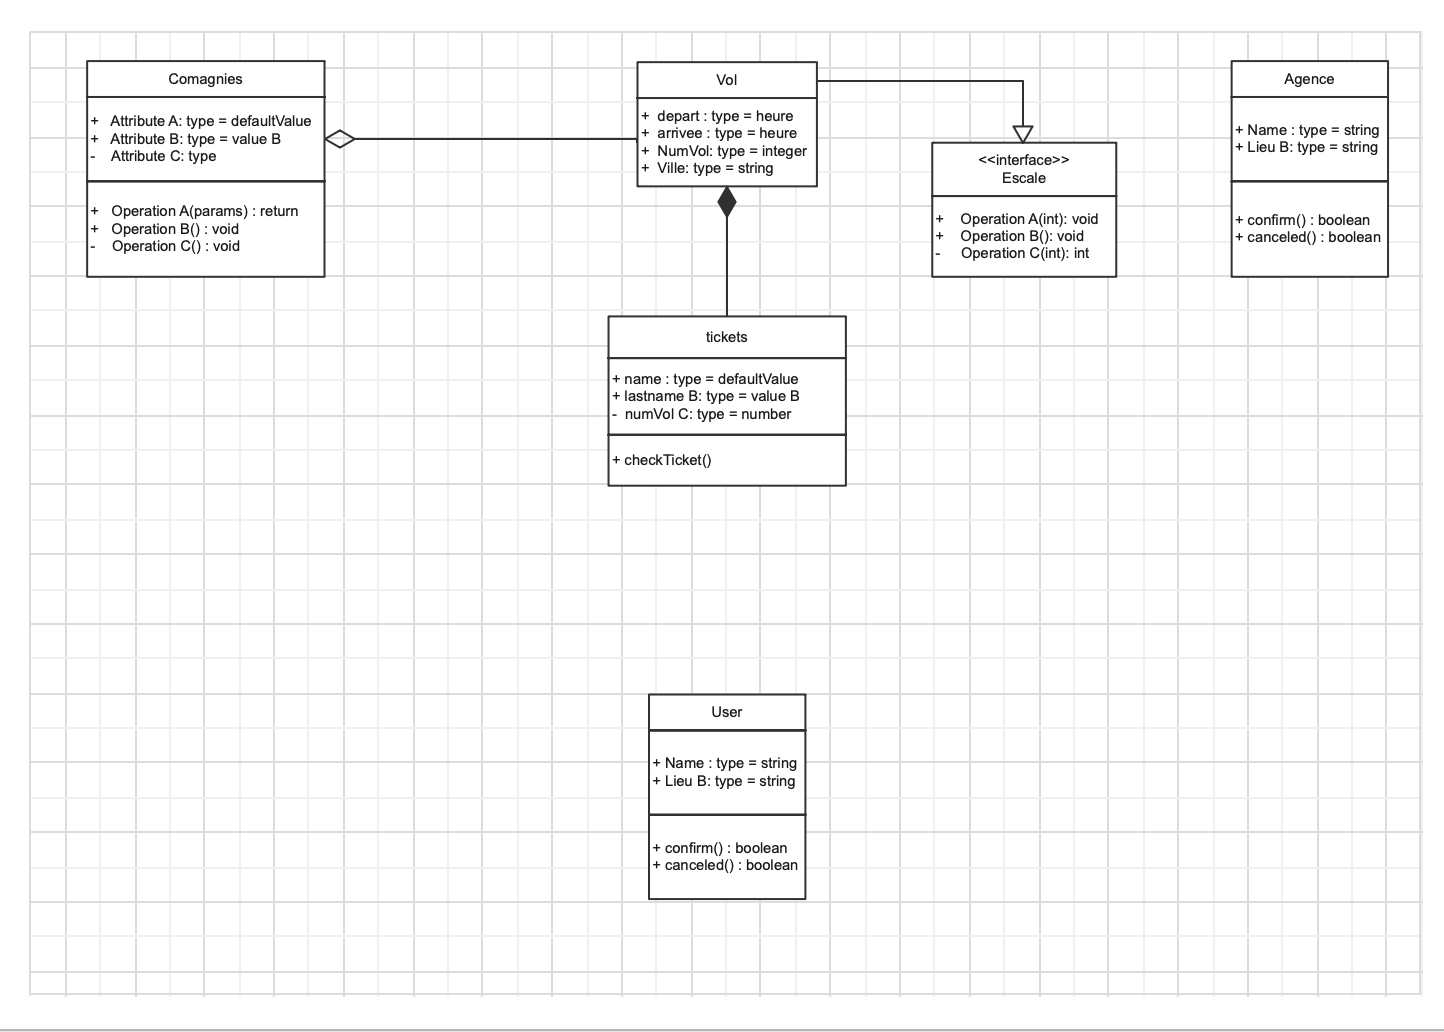 Comagnies
+ Attribute A: type = defaultValue
+ Attribute B: type = value B
- Attribute C: type
+ Operation A(params) : return
+ Operation B() : void
- Operation C() : void
Vol
+ depart : type = heure
+ arrivee : type = heure
+ NumVol: type = integer
+ Ville: type = string
<<interface>>
Escale
+ Operation A(int): void
+ Operation B(): void
- Operation C(int): int
Agence
+ Name : type = string
+ Lieu B: type = string
+ confirm() : boolean
+ canceled() : boolean
tickets
+ name : type = defaultValue
+ lastname B: type = value B
- numVol C: type = number
+ checkTicket()
User
+ Name : type = string
+ Lieu B: type = string
+ confirm() : boolean
+ canceled() : boolean